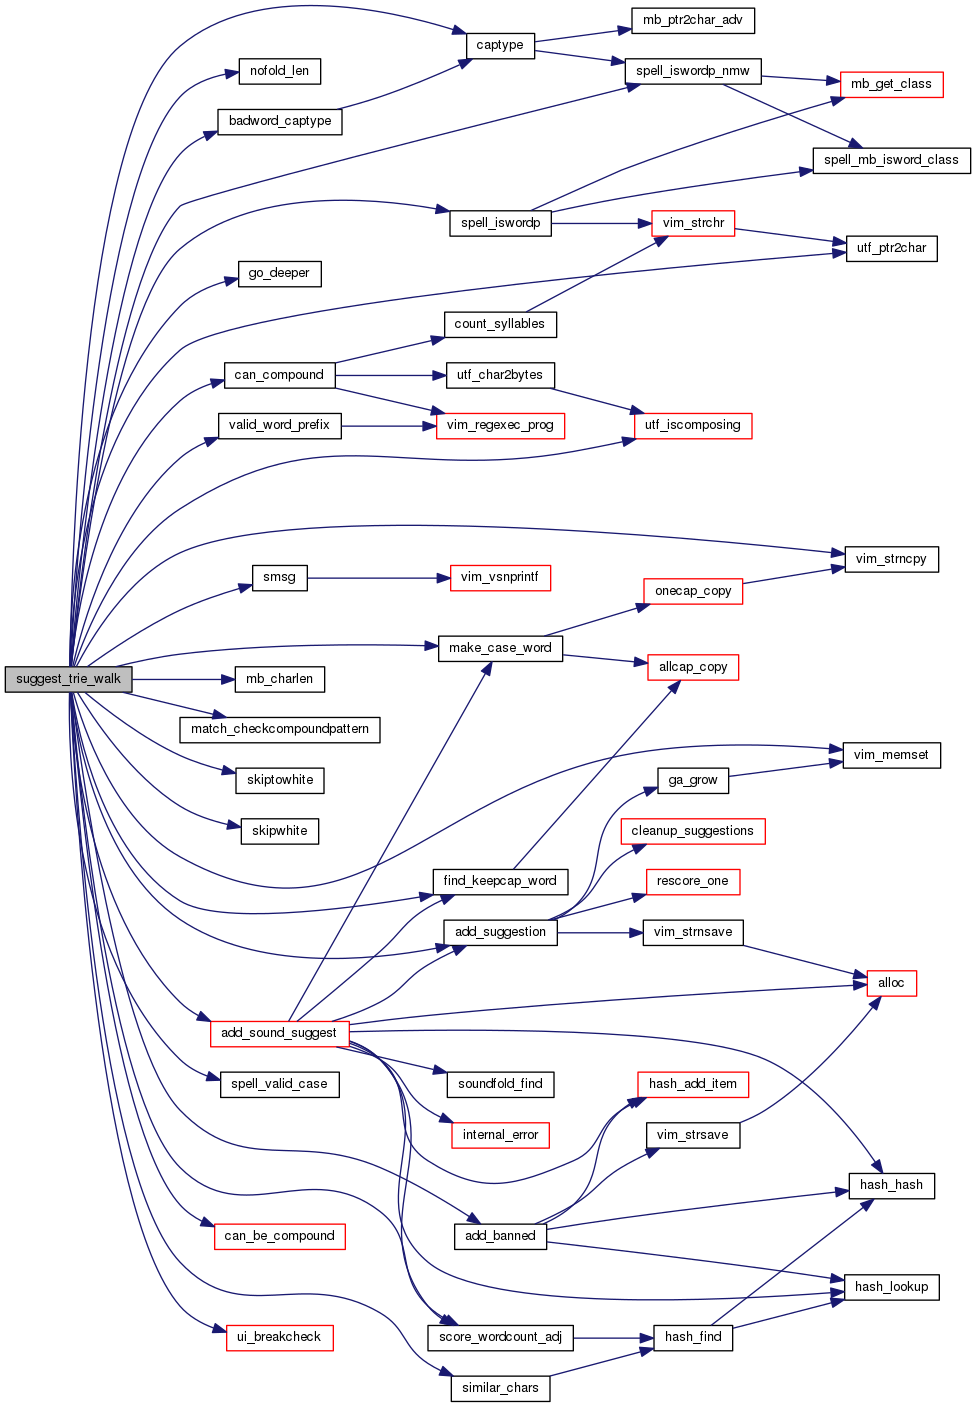 mb_ptr2char_adv
captype
nofold_len
spell_iswordp_nmw
mb_get_class
badword_captype
spell_mb_isword_class
spell_iswordp
vim_strchr
utf_ptr2char
go_deeper
count_syllables
can_compound
utf_char2bytes
valid_word_prefix
vim_regexec_prog
utf_iscomposing
vim_strncpy
smsg
vim_vsnprintf
onecap_copy
make_case_word
allcap_copy
suggest_trie_walk
mb_charlen
match_checkcompoundpattern
vim_memset
skiptowhite
ga_grow
skipwhite
cleanup_suggestions
find_keepcap_word
rescore_one
add_suggestion
vim_strnsave
alloc
add_sound_suggest
spell_valid_case
soundfold_find
hash_add_item
internal_error
vim_strsave
hash_hash
can_be_compound
add_banned
hash_lookup
ui_breakcheck
score_wordcount_adj
hash_find
similar_chars